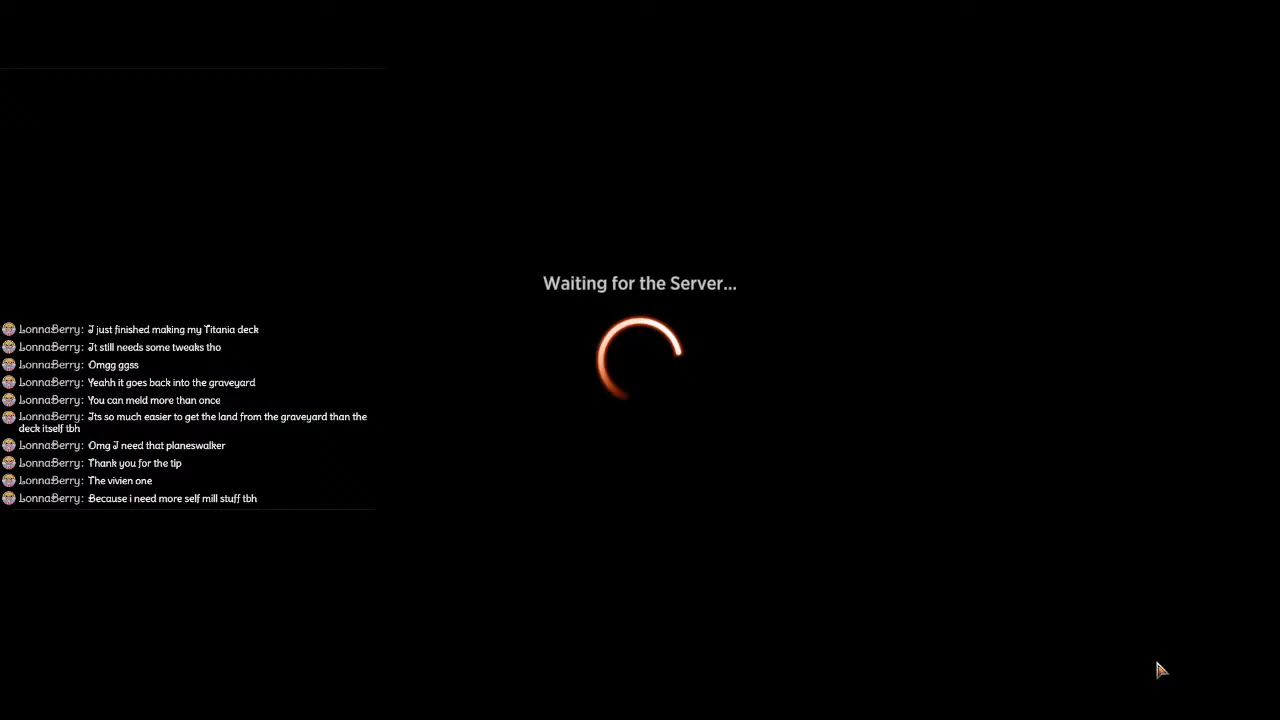 Waiting for the Server...
LonnaBerry: I just finished making my Titania deck
LonnaBerry: It still needs some tweaks tho
LonnaBerry: Omgg ggss
LonnaBerry: Yeahh it goes back into the graveyard
LonnaBerry: You can meld more than once
LonnaBerry: Its so much easier to get the land from the graveyard than the
deck itself tbh
LonnaBerry: Omg I need that planeswalker
LonnaBerry: Thank you for the tip
LonnaBerry: The vivien one
LonnaBerry: Because i need more self mill stuff tbh